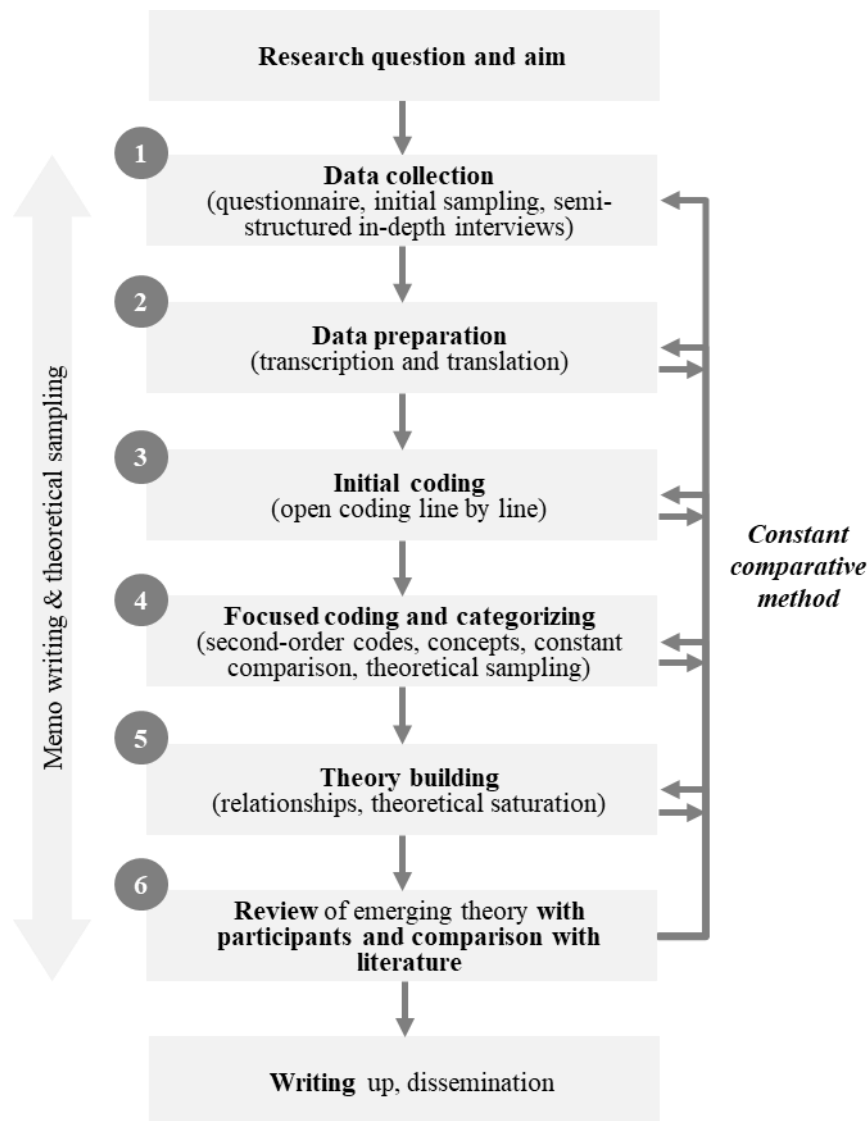 Research question and aim
1
Data collection
(questionnaire, initial sampling, semi-
structured in-depth interviews)
2
Data preparation
(transcription and translation)
3
Initial coding
(open coding line by line)
4
Focused coding and categorizing
(second-order codes, concepts, constant
comparison, theoretical sampling)
5
Theory building
(relationships, theoretical saturation)
6
Review of emerging theory with
participants and comparison with
literature
Writing up, dissemination
Memo writing & theoretical sampling
Constant
comparative
method